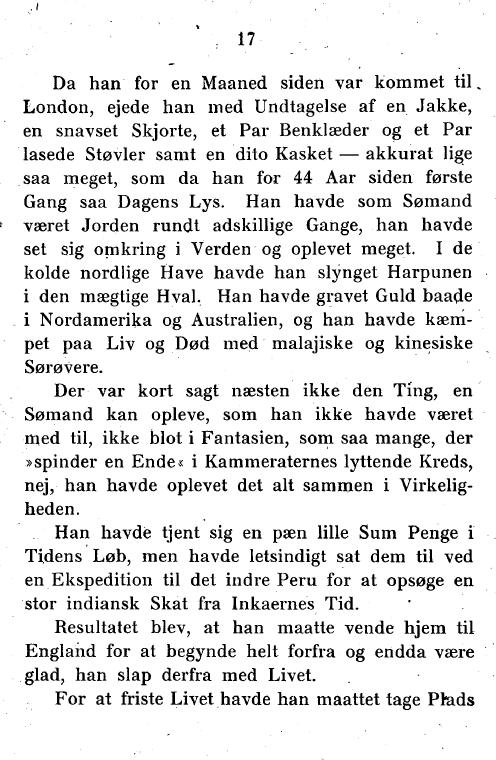 17
Da han for en Maaned siden var kommet til
London, ejede han med Undtagelse af en Jakke,
en snavset Skjorte, et Par Benklæder og et Par
lasede Støvler samt en dito Kasket — akkurat lige
saa meget, som da han for 44 Aar siden første
Gang saa Dagens Lys. Han havde som Sømand
været Jorden rundt adskillige Gange, han havde
set sig omkring i Verden og oplevet meget. I de
kolde nordlige Have havde han slynget Harpunen
i den mægtige Hval. Han havde gravet Guld baade
i Nordamerika og Australien, og han havde kæm-
pet paa Liv og Død med malajiske og kinesiske
Sørøvere.
Der var kort sagt næsten ikke den Ting, en
Sømand kan opleve, som han ikke havde været
med til, ikke blot i Fantasien, som saa mange, der
»spinder en Ende« i Kammeraternes lyttende Kreds,
nej, han havde oplevet det alt sammen i Virkelig-
heden.
Han havde tjent sig en pæn lille Sum Penge i
Tidens Løb, men havde letsindigt sat dem til ved
en Ekspedition til det indre Peru for at opsøge en
stor indiansk Skat fra Inkaernes Tid.
Resultatet blev, at han maatte vende hjem til
England for at begynde helt forfra og endda være
glad, han slap derfra med Livet.
For at friste Livet havde han maattet tage Plads